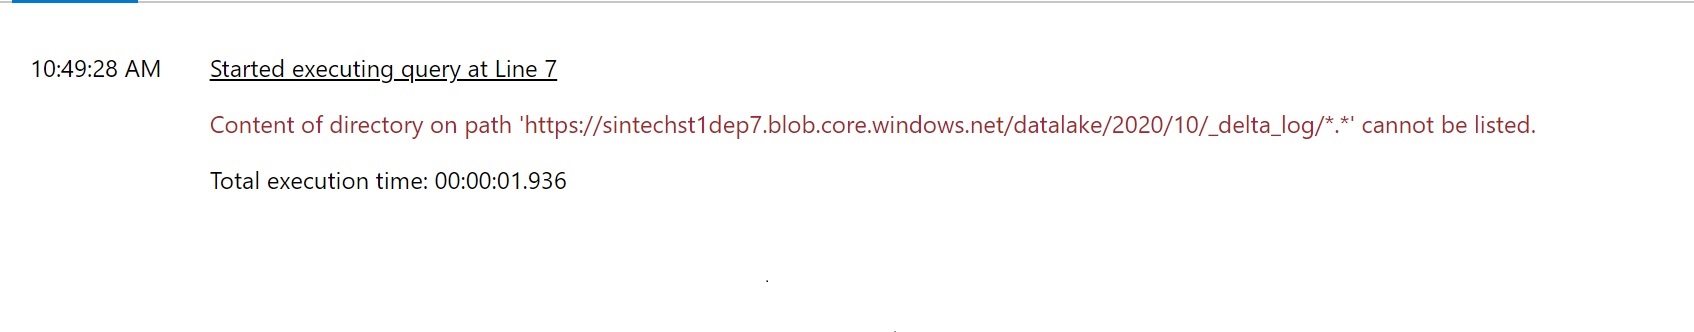 10:49:28 AM Started executing query at Line 7
Content of directory on path 'https://sintechst1dep7.blob.core.windows.net/datalake/2020/10/_delta_log/*.*' cannot be listed.
Total execution time: 00:00:01.936